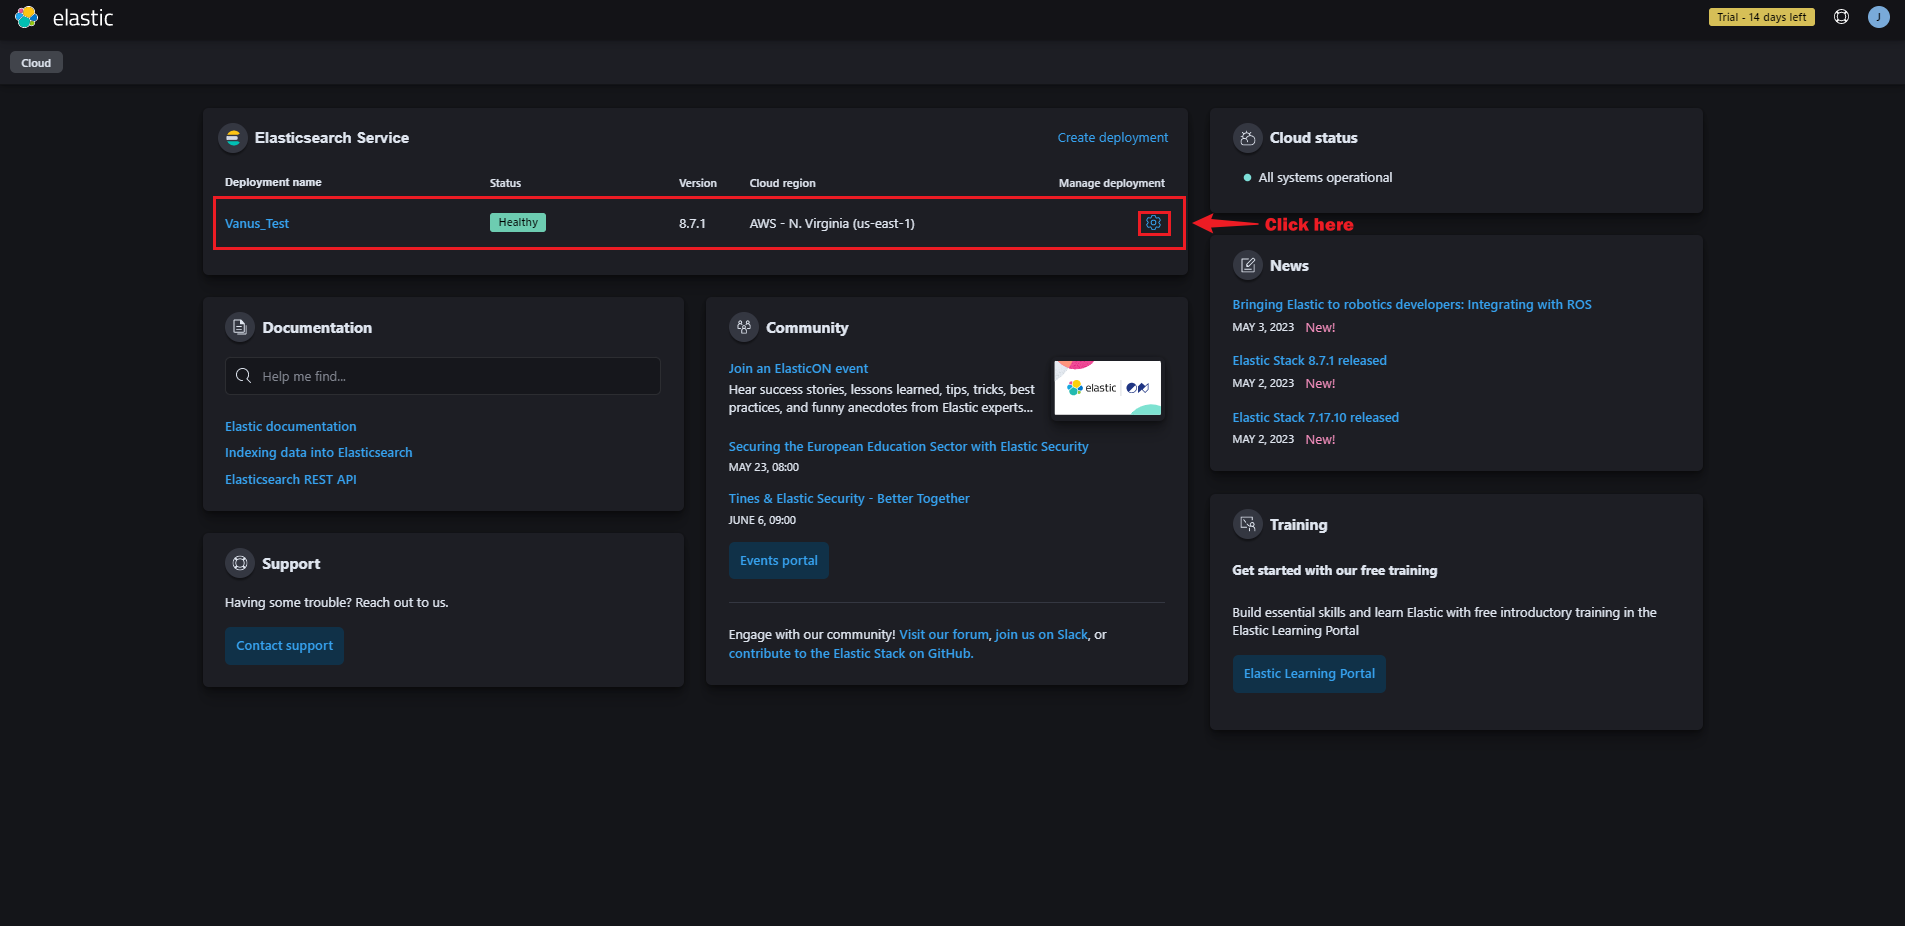 elastic
Trial - 14 days left
J
Cloud
Elasticsearch Service
Create deployment
Deployment name Status Version Cloud region Manage deployment
Vanus_Test Healthy 8.7.1 AWS - N. Virginia (us-east-1)
Click here
Documentation
Help me find...
Elastic documentation
Indexing data into Elasticsearch
Elasticsearch REST API
Support
Having some trouble? Reach out to us.
Contact support
Community
Join an ElasticON event
Hear success stories, lessons learned, tips, tricks, best
practices, and funny anecdotes from Elastic experts...
elastic
Securing the European Education Sector with Elastic Security
MAY 23, 08:00
Tines & Elastic Security - Better Together
JUNE 6, 09:00
Events portal
Engage with our community! Visit our forum, join us on Slack, or
contribute to the Elastic Stack on GitHub.
Cloud status
All systems operational
News
Bringing Elastic to robotics developers: Integrating with ROS
MAY 3, 2023 New!
Elastic Stack 8.7.1 released
MAY 2, 2023 New!
Elastic Stack 7.17.10 released
MAY 2, 2023 New!
Training
Get started with our free training
Build essential skills and learn Elastic with free introductory training in the
Elastic Learning Portal
Elastic Learning Portal